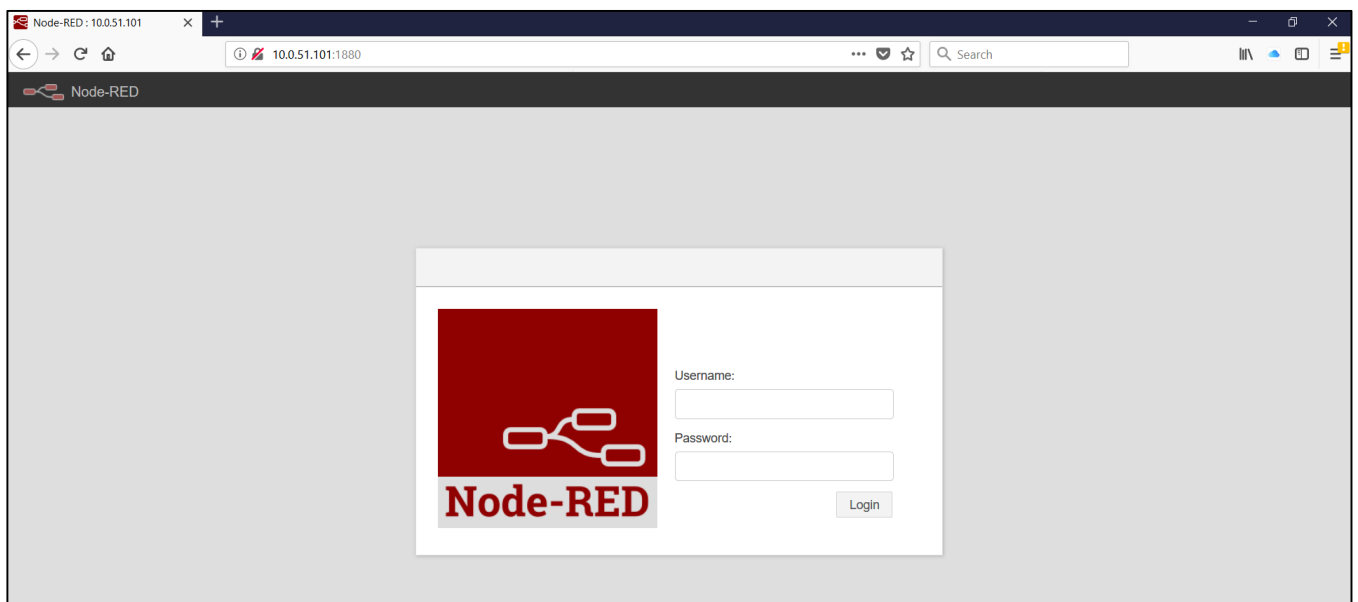 Node-RED : 10.0.51.101
10.0.51.101:1880
Search
Node-RED
Username:
Password:
Node-RED
Login